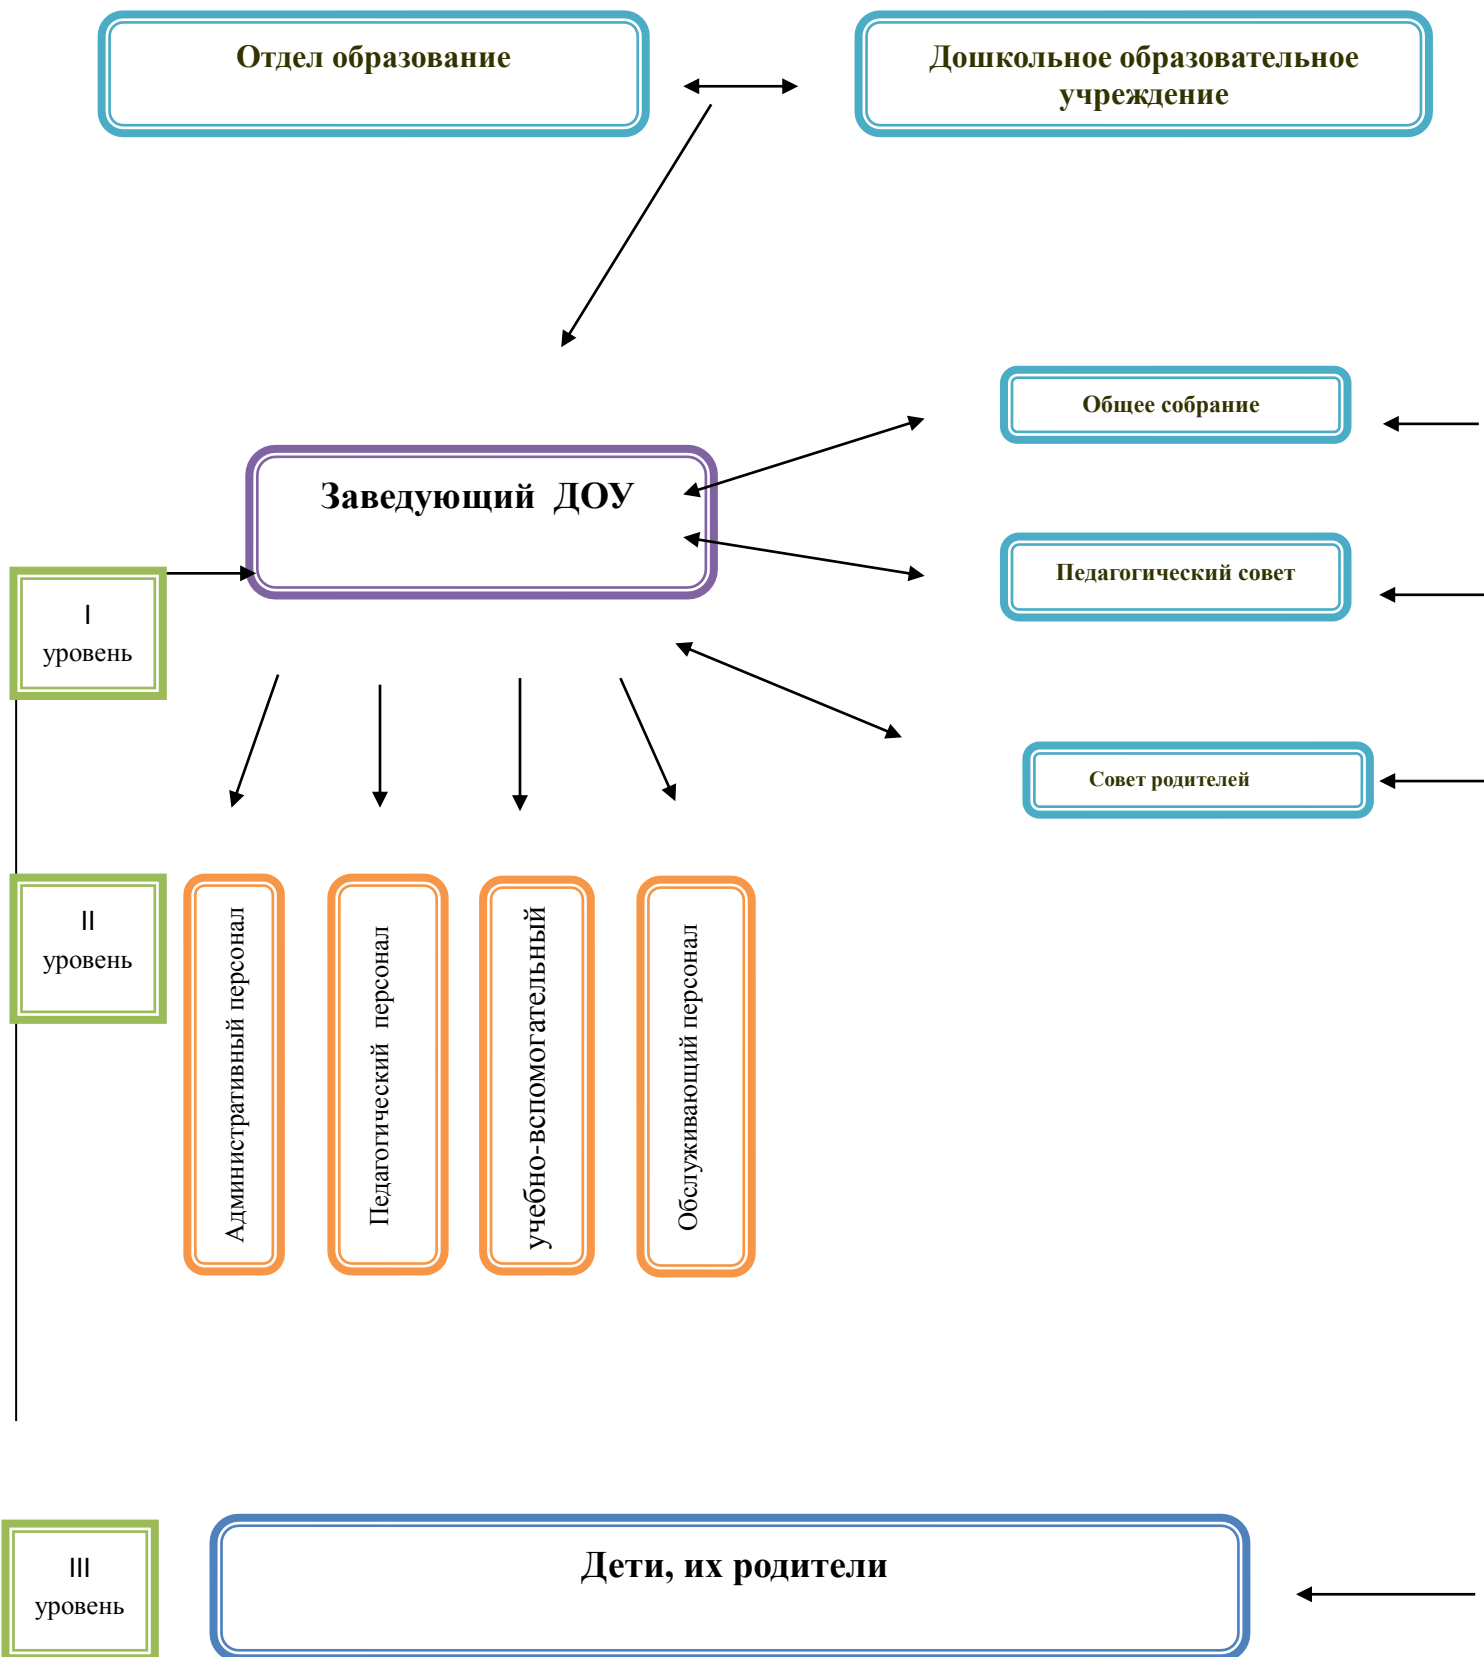 Отдел образование
Дошкольное образовательное
учреждение
Общее собрание
Заведующий ДОУ
Педагогический совет
I
уровень
Совет родителей
II
уровень
Административный персонал
Педагогический персонал
учебно-вспомогательный
Обслуживающий персонал
III
уровень
Дети, их родители